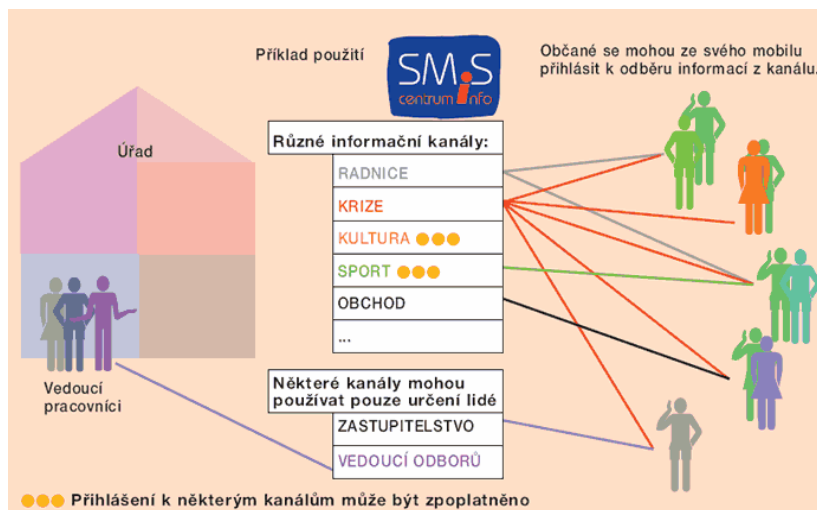 Příklad použití
SMiS
centrum info
Občané se mohou ze svého mobilu
přihlásit k odběru informací z kanálu.
Úřad
Různé informační kanály:
RADNICE
KRIZE
KULTURA
SPORT
OBCHOD
...
Vedoucí
pracovníci
Některé kanály mohou
používat pouze určení lidé
ZASTUPITELSTVO
VEDOUCÍ ODBORŮ
Přihlášení k některým kanálům může být zpoplatněno